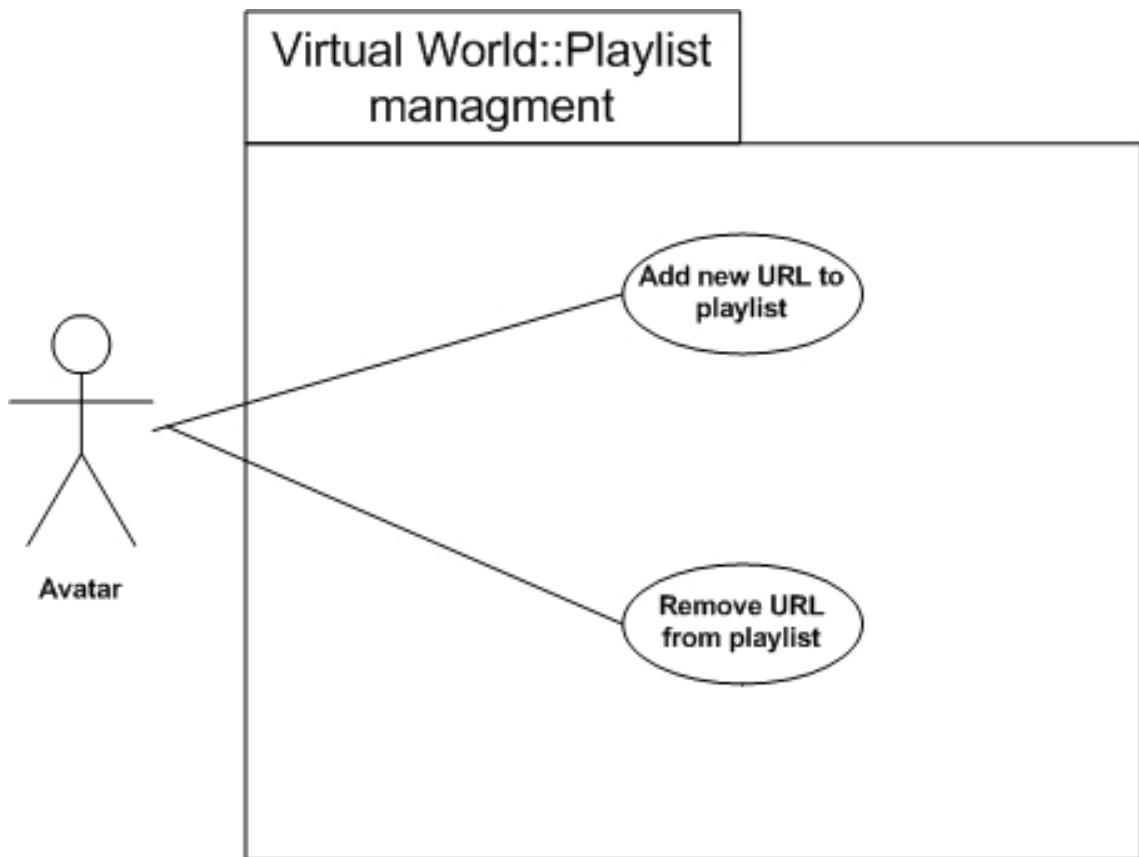 Virtual World::Playlist
managment
Add new URL to
playlist
Avatar
Remove URL
from playlist